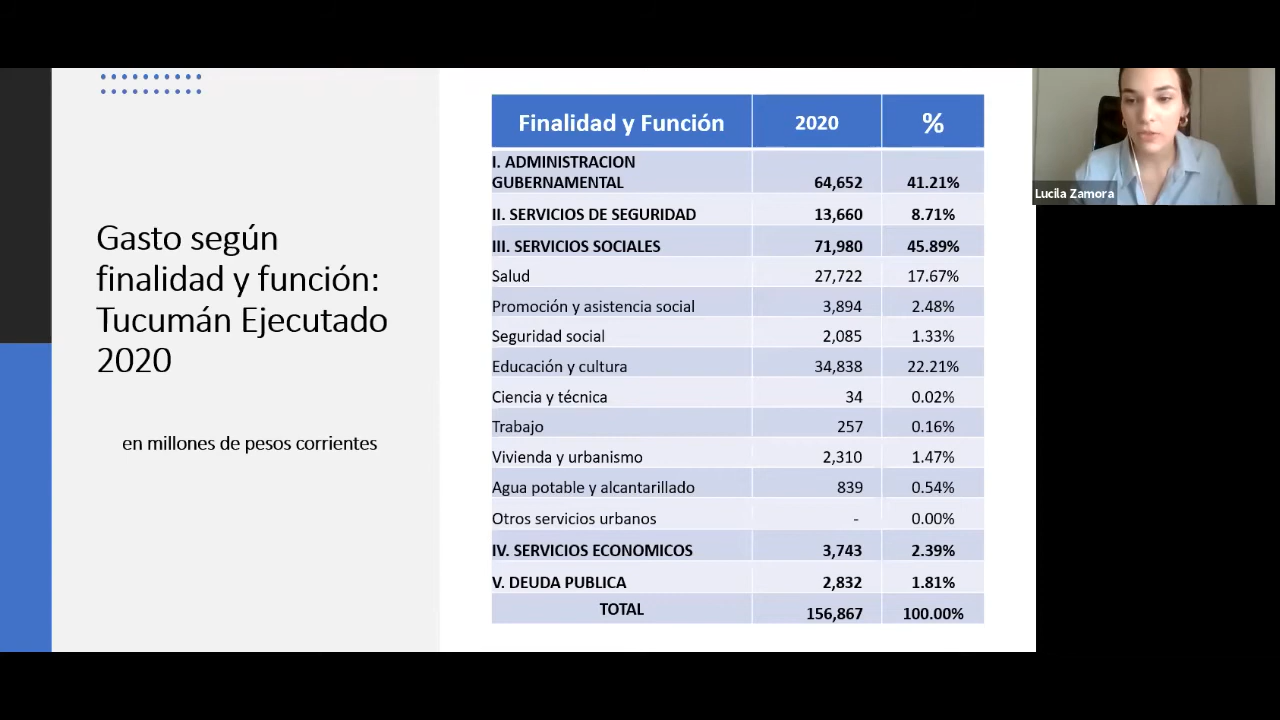 Gasto según
finalidad y función:
Tucumán Ejecutado
2020
en millones de pesos corrientes
Finalidad y Función 2020 %
I. ADMINISTRACION
GUBERNAMENTAL 64,652 41.21%
II. SERVICIOS DE SEGURIDAD 13,660 8.71%
III. SERVICIOS SOCIALES 71,980 45.89%
Salud 27,722 17.67%
Promoción y asistencia social 3,894 2.48%
Seguridad social 2,085 1.33%
Educación y cultura 34,838 22.21%
Ciencia y técnica 34 0.02%
Trabajo 257 0.16%
Vivienda y urbanismo 2,310 1.47%
Agua potable y alcantarillado 839 0.54%
Otros servicios urbanos - 0.00%
IV. SERVICIOS ECONOMICOS 3,743 2.39%
V. DEUDA PUBLICA 2,832 1.81%
TOTAL 156,867 100.00%
Lucila Zamora